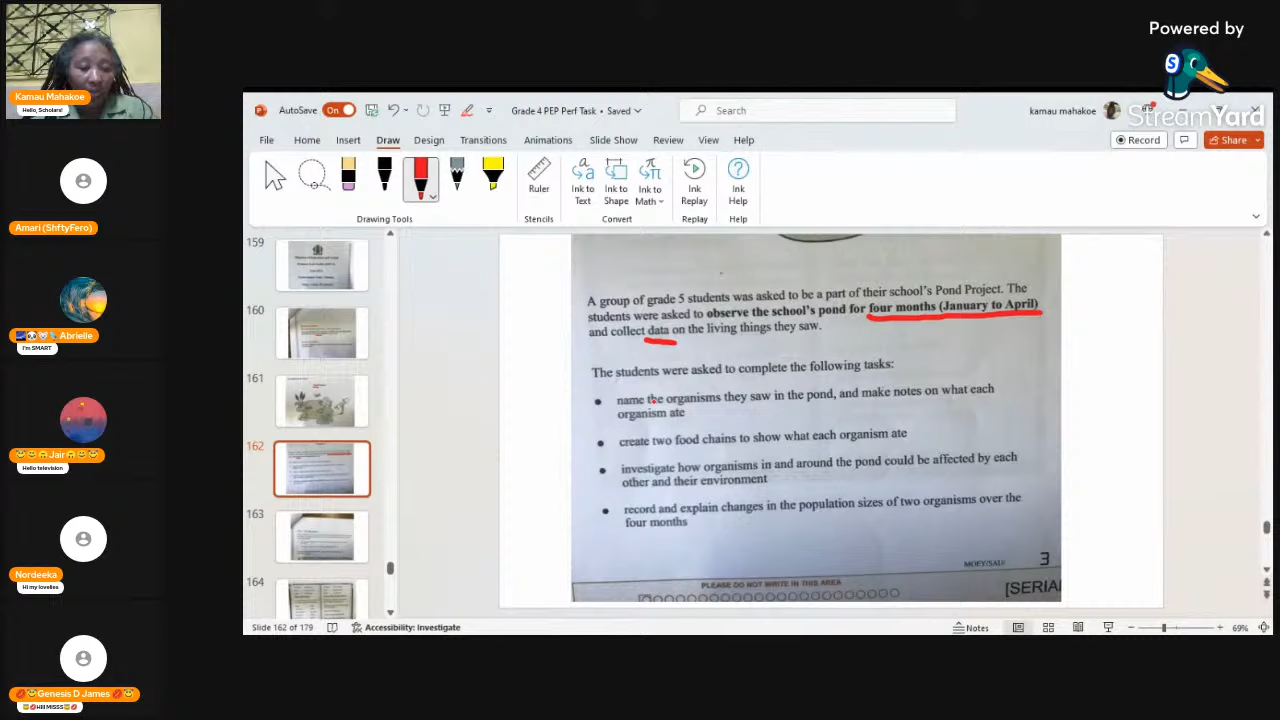 Powered by
StreamYard
Kamau Mahakoe
Hello, Scholars!
Amari (ShftyFero)
Abrielle
I'm SMART
Jair
Hello television
Nordeeka
Hi my lovelies
Genesis D James
HIII MISSS
AutoSave On
Grade 4 PEP Perf Task • Saved
Search
kamau mahakoe
File Home Insert Draw Design Transitions Animations Slide Show Review View Help
Record
Share
Ruler
Ink to Text
Ink to Shape
Ink to Math
Ink Replay
Ink Help
Drawing Tools Stencils Convert Replay Help
159
160
161
162
163
164
A group of grade 5 students was asked to be a part of their school's Pond Project. The
students were asked to observe the school's pond for four months (January to April)
and collect data on the living things they saw.
The students were asked to complete the following tasks:
• name the organisms they saw in the pond, and make notes on what each
organism ate
• create two food chains to show what each organism ate
• investigate how organisms in and around the pond could be affected by each
other and their environment
• record and explain changes in the population sizes of two organisms over the
four months
3
PLEASE DO NOT WRITE IN THIS AREA
[SERIA
Slide 162 of 179
Accessibility: Investigate
Notes
69%